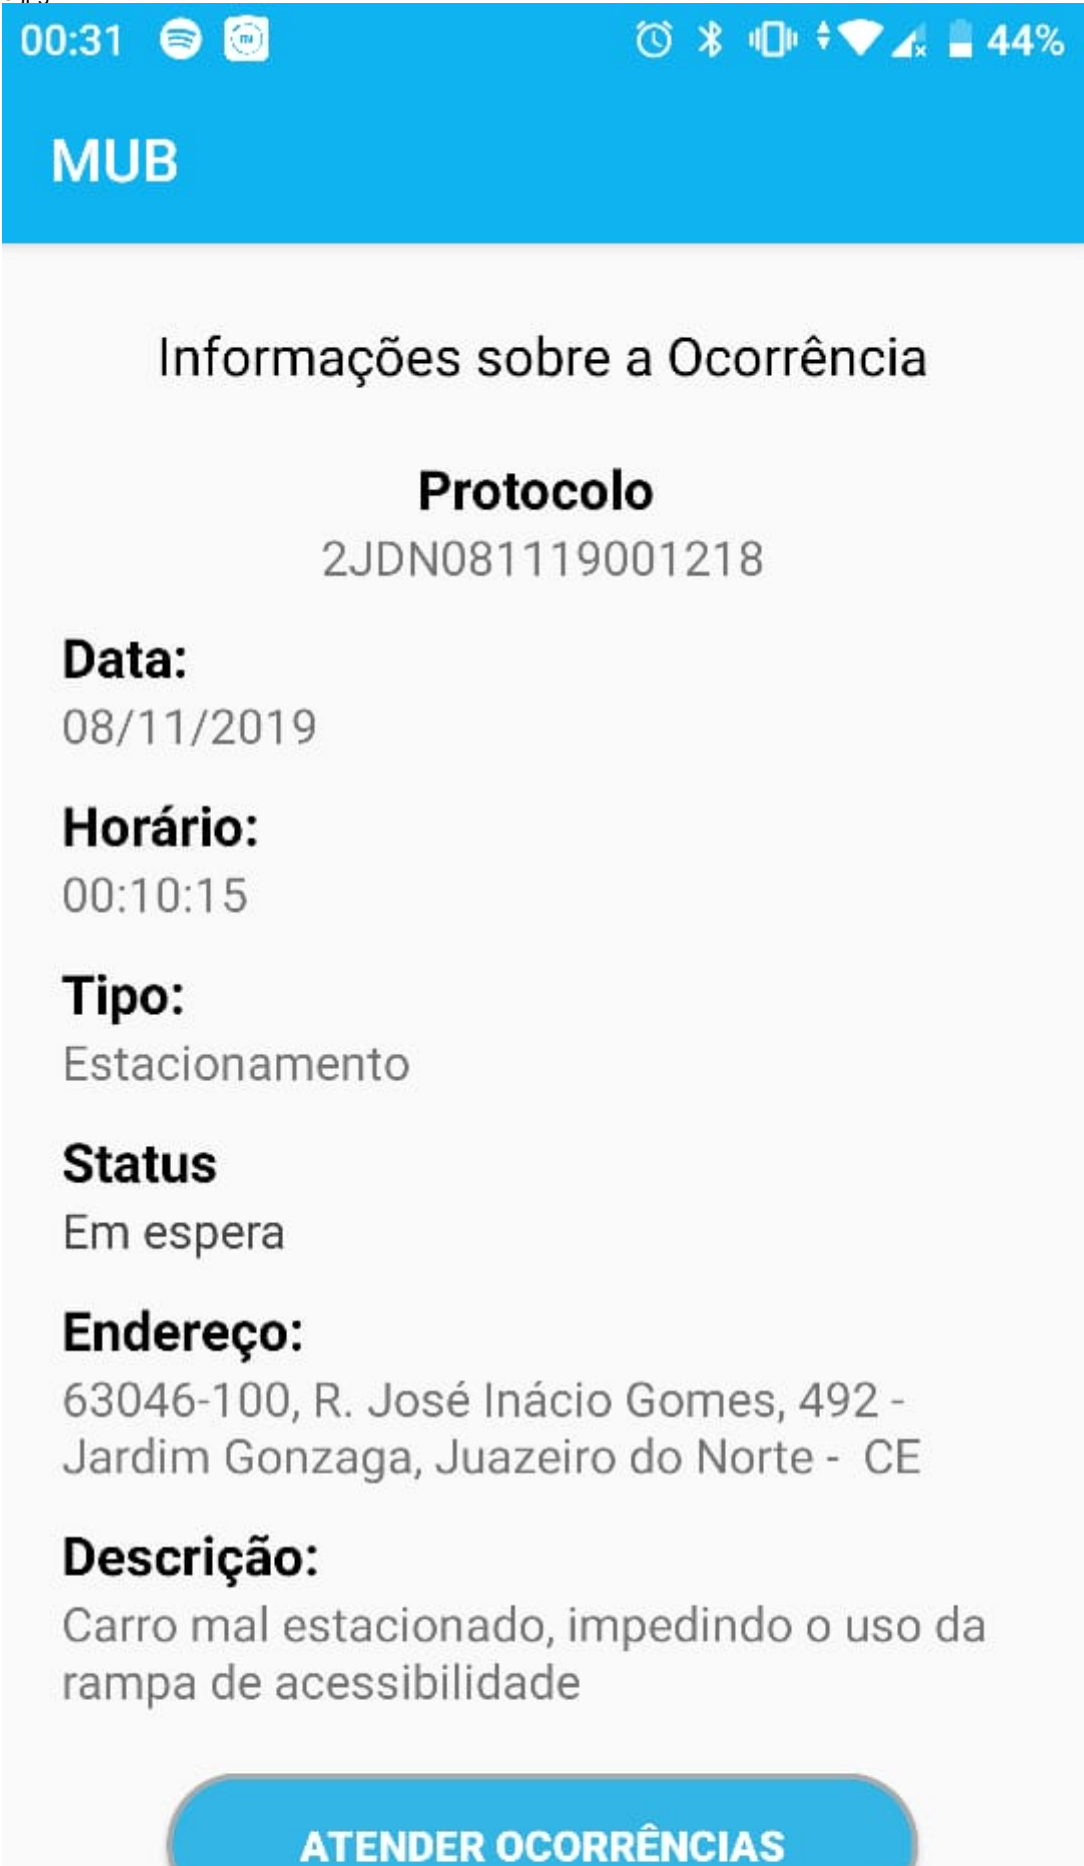 00:31 44%
MUB
Informações sobre a Ocorrência
Protocolo
2JDN081119001218
Data:
08/11/2019
Horário:
00:10:15
Tipo:
Estacionamento
Status
Em espera
Endereço:
63046-100, R. José Inácio Gomes, 492 -
Jardim Gonzaga, Juazeiro do Norte - CE
Descrição:
Carro mal estacionado, impedindo o uso da
rampa de acessibilidade
ATENDER OCORRÊNCIAS